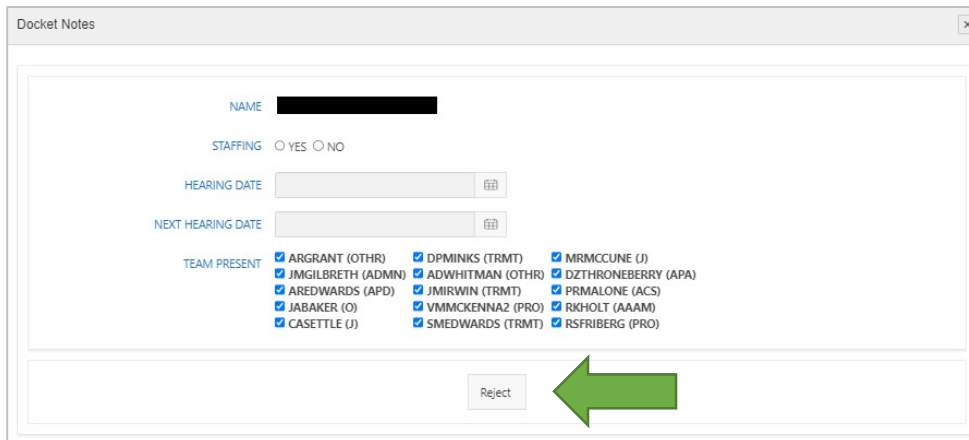 Docket Notes
NAME
STAFFING YES NO
HEARING DATE
NEXT HEARING DATE
TEAM PRESENT ARGRANT (OTHR) DPMINKS (TRMT) MRMCCUNE (J)
JMGILBRETH (ADMN) ADWHITMAN (OTHR) DZTHRONEBERRY (APA)
AREDWARDS (APD) JMIRWIN (TRMT) PRMALONE (ACS)
JABAKER (O) VMMCKENNA2 (PRO) RKHOLT (AAAM)
CASETTLE (J) SMEDWARDS (TRMT) RSFRIBERG (PRO)
Reject